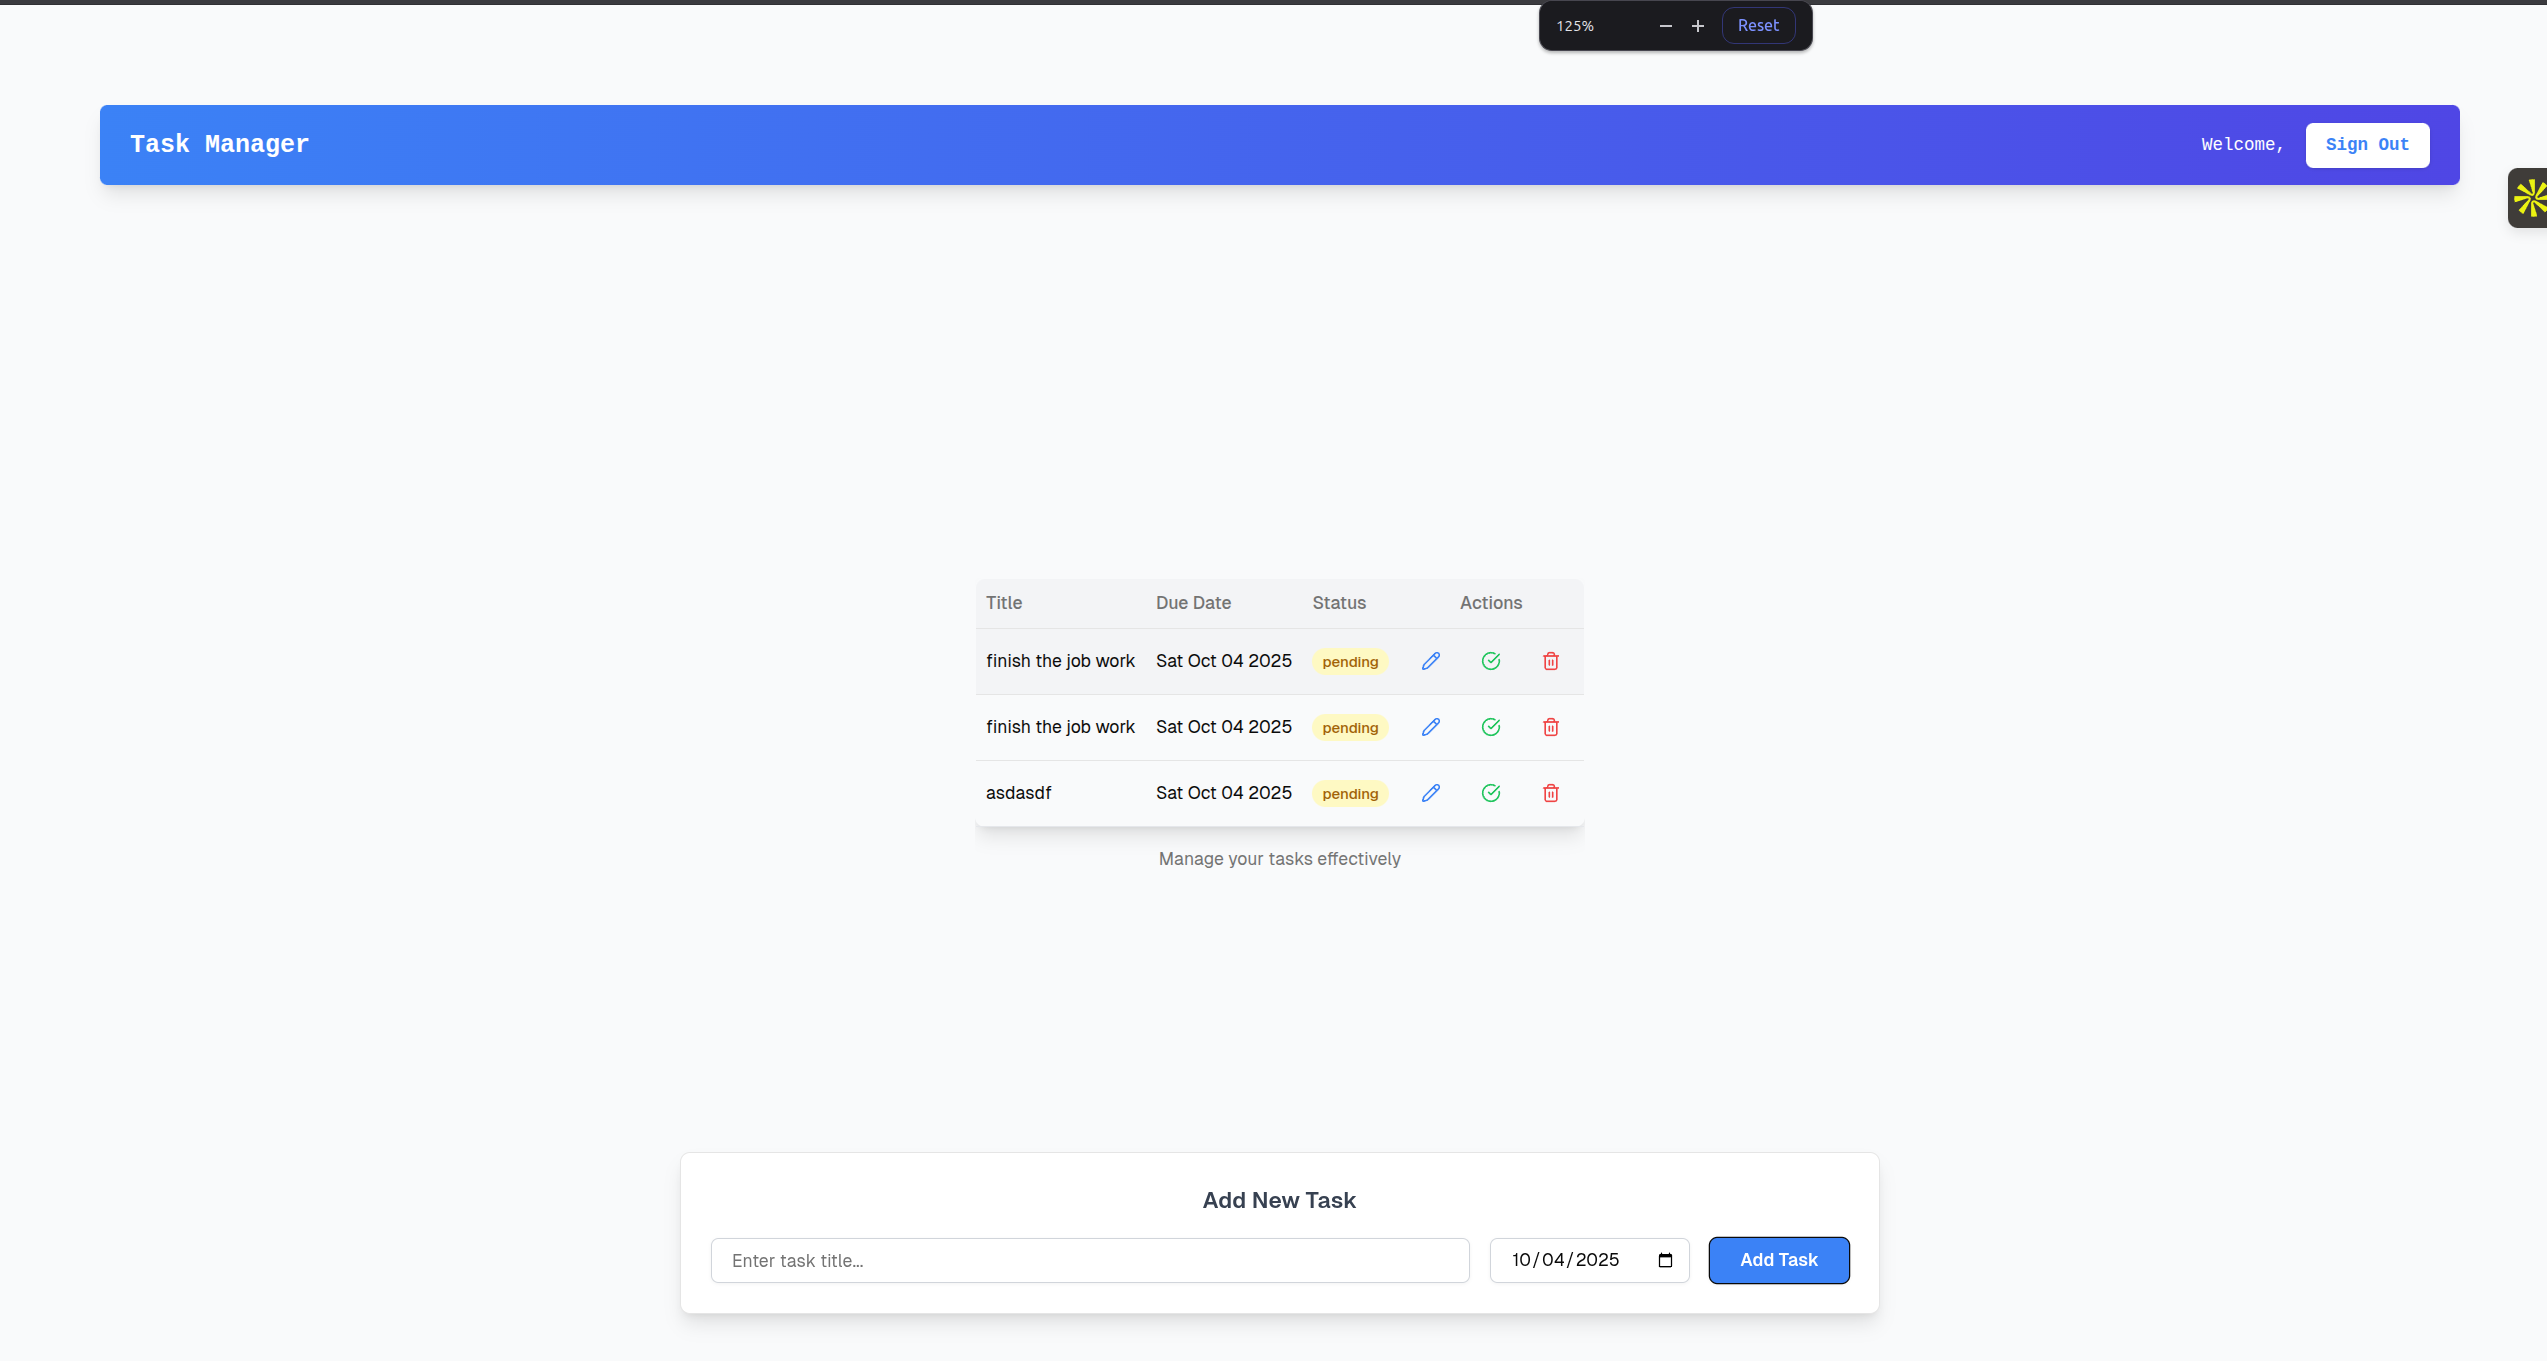 125% Reset
Task Manager Welcome, Sign Out
Title Due Date Status Actions
finish the job work Sat Oct 04 2025 pending
finish the job work Sat Oct 04 2025 pending
asdasdf Sat Oct 04 2025 pending
Manage your tasks effectively
Add New Task
Enter task title... 10/04/2025 Add Task